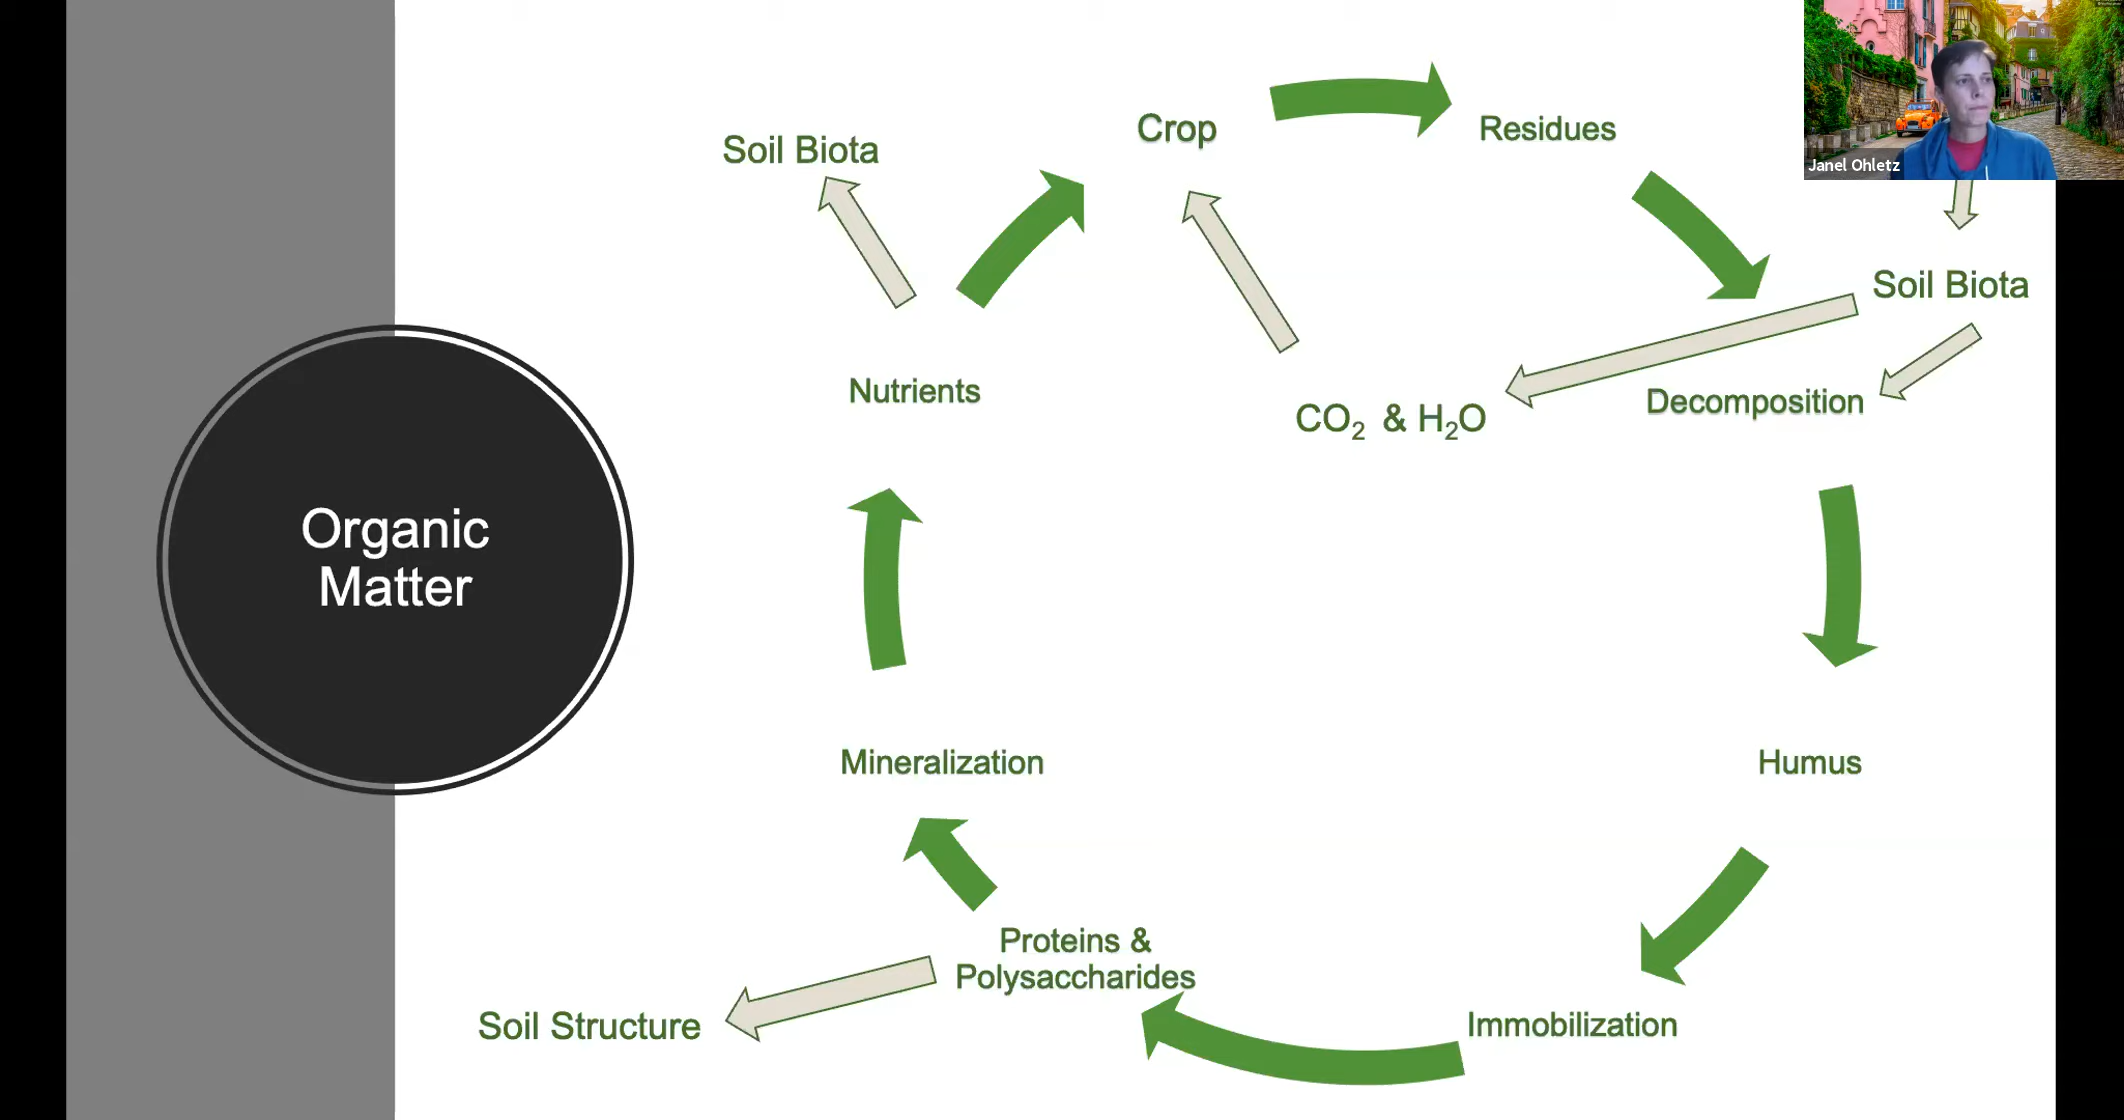 Organic
Matter
Soil Biota
Crop
Residues
Janel Ohletz
Soil Biota
Nutrients
CO₂ & H₂O
Decomposition
Mineralization
Humus
Proteins &
Polysaccharides
Soil Structure
Immobilization